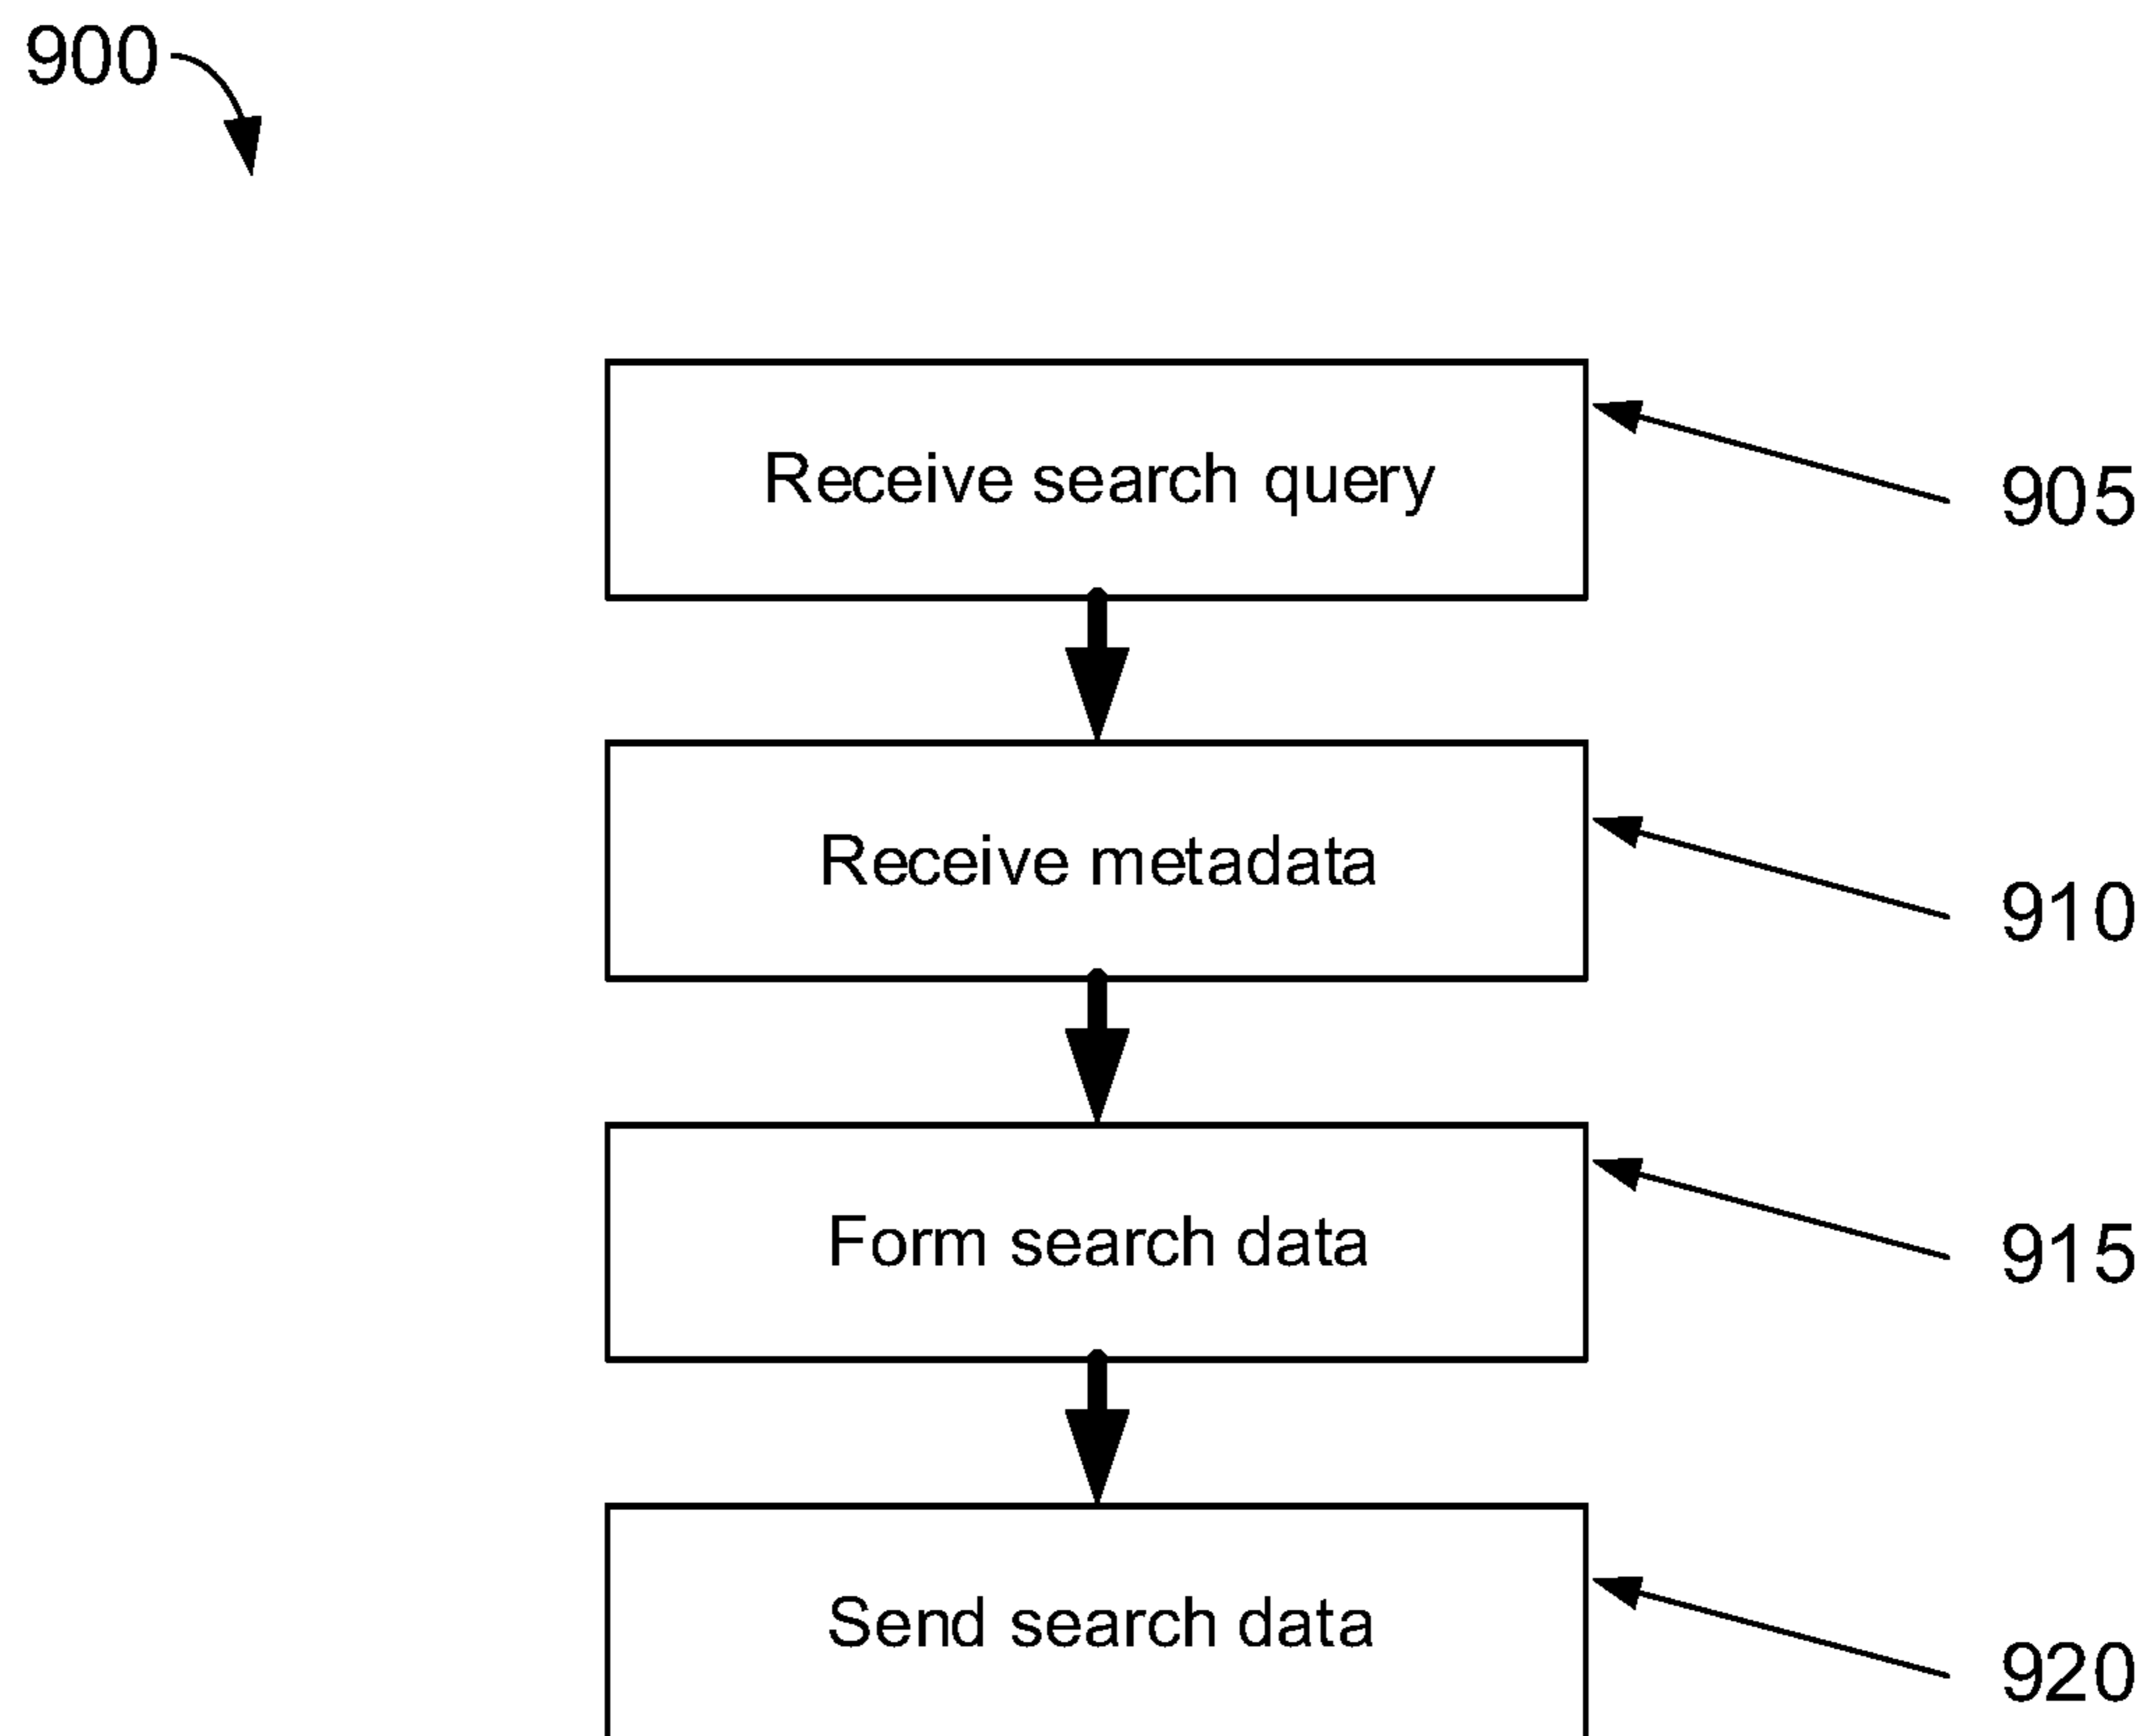 900
Receive search query
905
Receive metadata
910
Form search data
915
Send search data
920